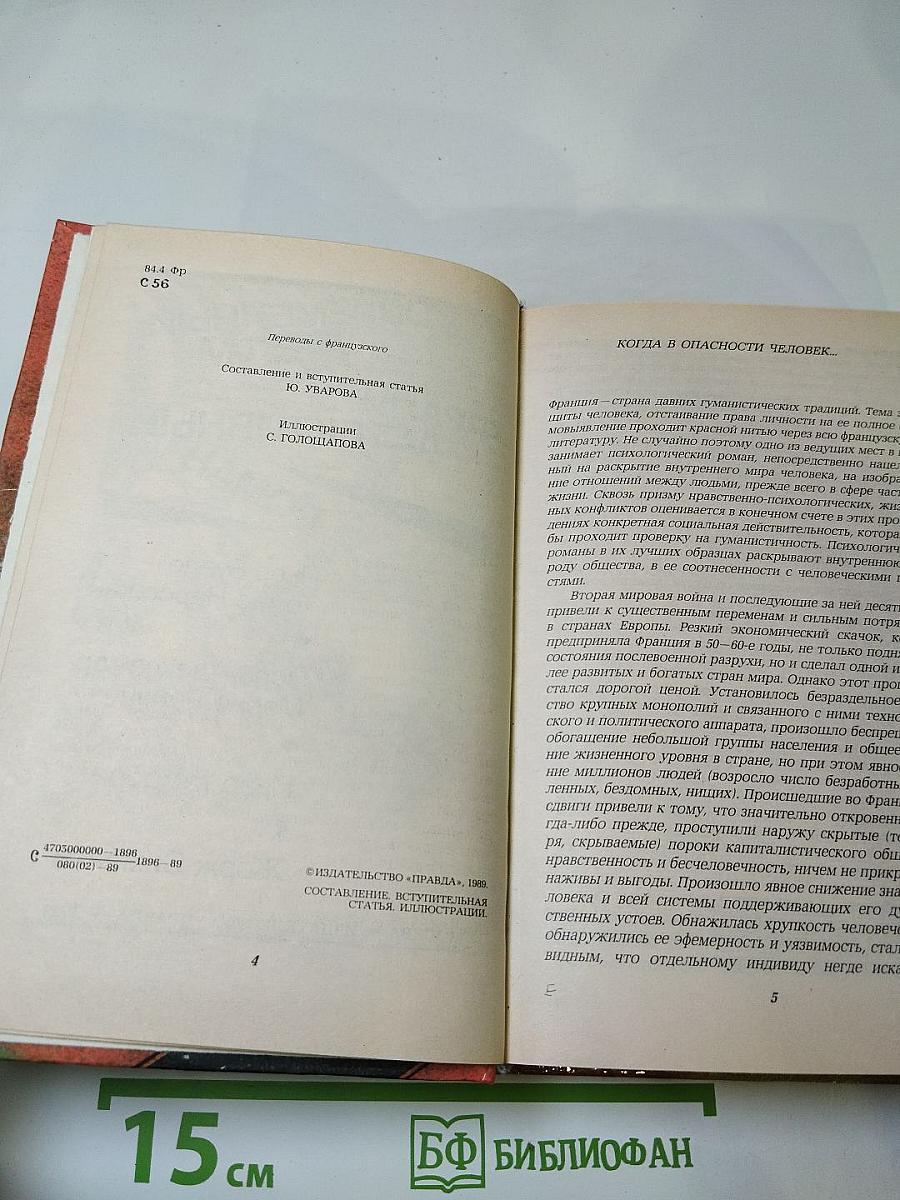 84.4 Фр
С 56
Переводы с французского
Составление и вступительная статья
Ю. УВАРОВА
Иллюстрации
С. ГОЛОЩАПОВА
С 4703000000—1896
080(02)—89
1896—89
©ИЗДАТЕЛЬСТВО «ПРАВДА», 1989.
СОСТАВЛЕНИЕ. ВСТУПИТЕЛЬНАЯ
СТАТЬЯ. ИЛЛЮСТРАЦИИ.
4
КОГДА В ОПАСНОСТИ ЧЕЛОВЕК...
Франция — страна давних гуманистических традиций. Тема з
щиты человека, отстаивание права личности на ее полное
мовыявление проходит красной нитью через всю французск
литературу. Не случайно поэтому одно из ведущих мест в
занимает психологический роман, непосредственно нацел
ный на раскрытие внутреннего мира человека, на изобра
ние отношений между людьми, прежде всего в сфере част
жизни. Сквозь призму нравственно-психологических, жиз
ных конфликтов оценивается в конечном счете в этих про
дениях конкретная социальная действительность, котора
бы проходит проверку на гуманистичность. Психологич
романы в их лучших образцах раскрывают внутреннюю
роду общества, в ее соотнесенности с человеческими
стями.
Вторая мировая война и последующие за ней десят
привели к существенным переменам и сильным потря
в странах Европы. Резкий экономический скачок, к
предприняла Франция в 50—60-е годы, не только подня
состояния послевоенной разрухи, но и сделал одной и
лее развитых и богатых стран мира. Однако этот прог
стался дорогой ценой. Установилось безраздельное
ство крупных монополий и связанного с ними техно
ского и политического аппарата, произошло беспрец
обогащение небольшой группы населения и общее
ние жизненного уровня в стране, но при этом явно
ние миллионов людей (возросло число безработны
ленных, бездомных, нищих). Происшедшие во Фран
сдвиги привели к тому, что значительно откровенн
гда-либо прежде, проступили наружу скрытые (те
ря, скрываемые) пороки капиталистического общ
нравственность и бесчеловечность, ничем не прикр
наживы и выгоды. Произошло явное снижение зна
ловека и всей системы поддерживающих его ду
ственных устоев. Обнажилась хрупкость человече
обнаружились ее эфемерность и уязвимость, стал
видным, что отдельному индивиду негде иска
5
15 см
БФ БИБЛИОФАН